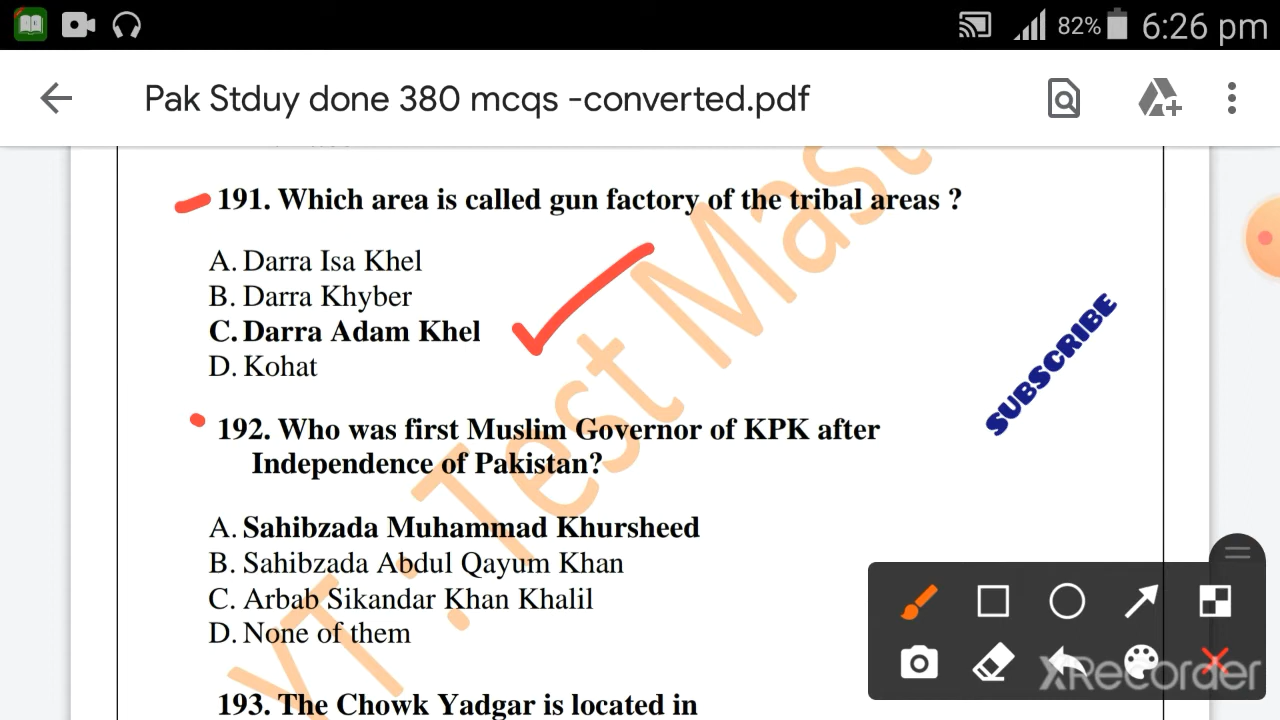 82% 6:26 pm
Pak Stduy done 380 mcqs -converted.pdf
191. Which area is called gun factory of the tribal areas ?
A. Darra Isa Khel
B. Darra Khyber
C. Darra Adam Khel
D. Kohat
192. Who was first Muslim Governor of KPK after
Independence of Pakistan?
A. Sahibzada Muhammad Khursheed
B. Sahibzada Abdul Qayum Khan
C. Arbab Sikandar Khan Khalil
D. None of them
193. The Chowk Yadgar is located in
SUBSCRIBE
YT : Test Mast
XRecorder